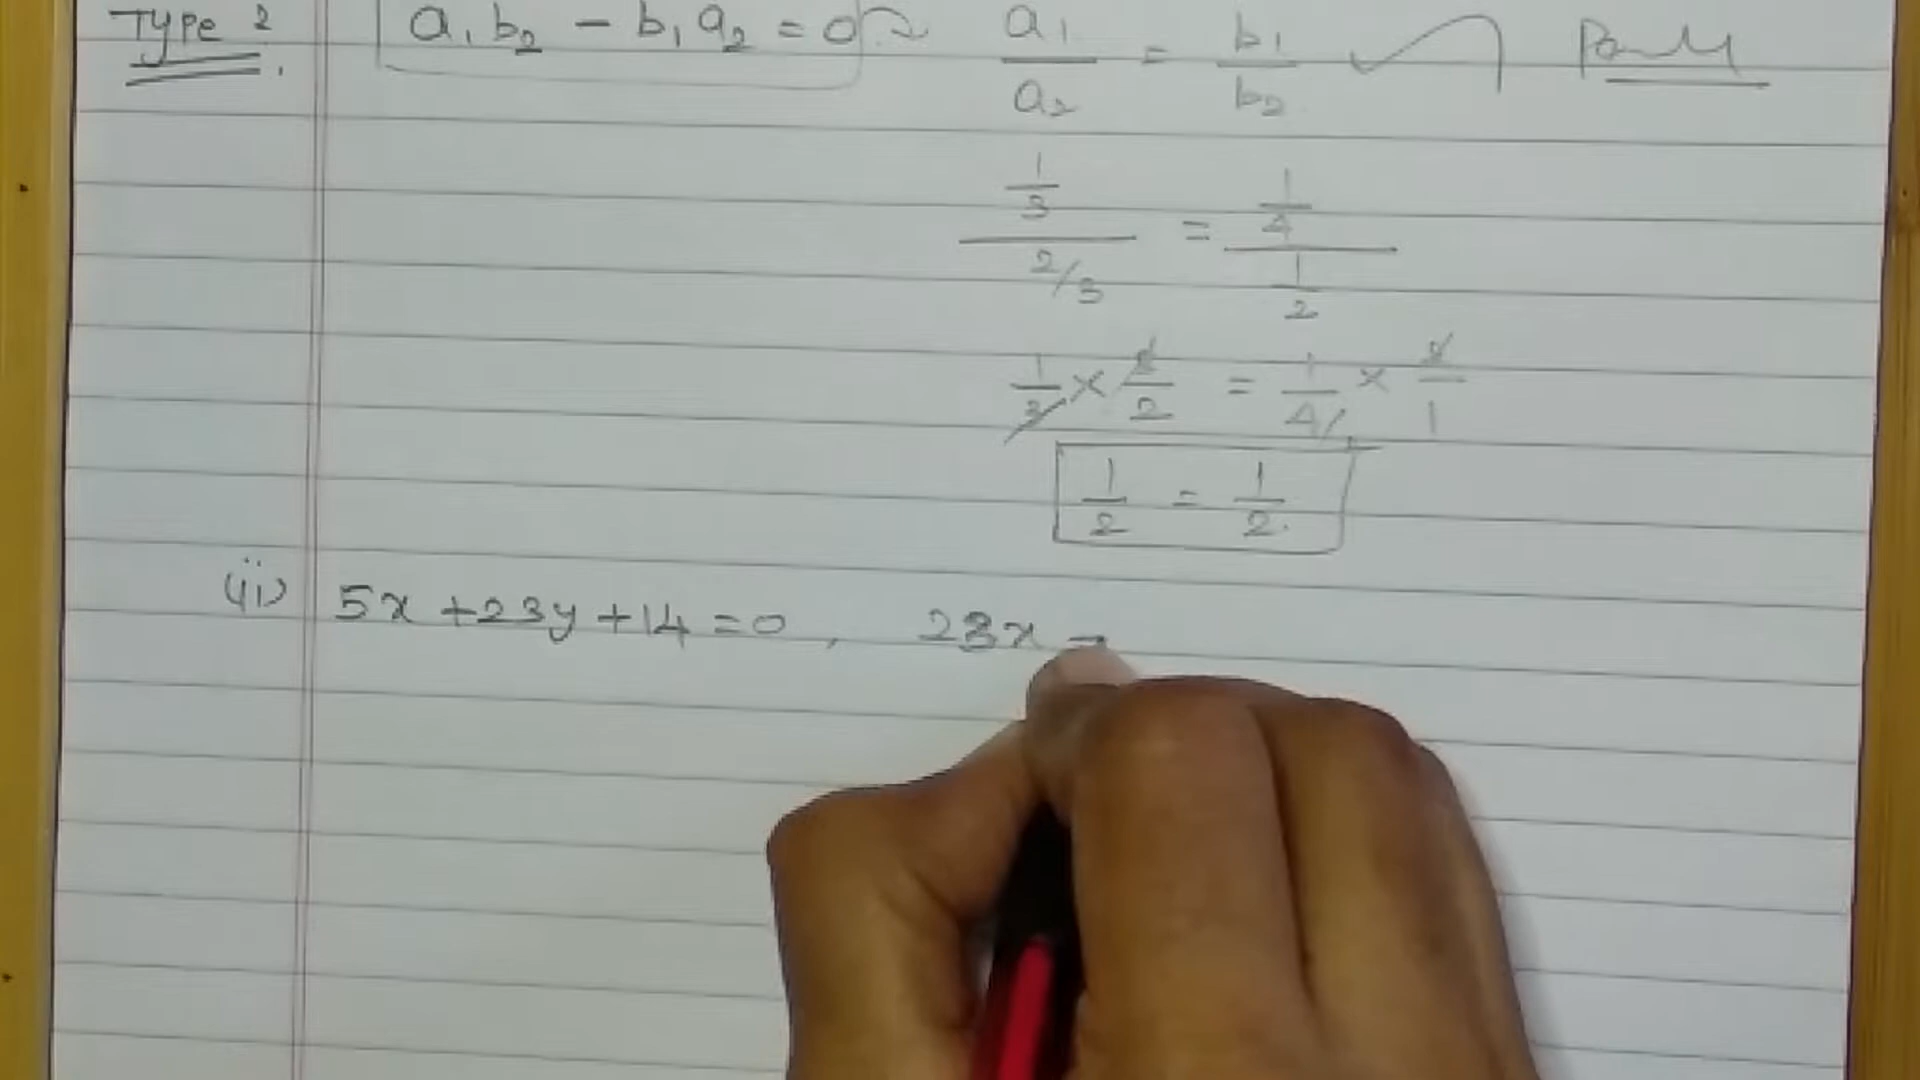 Type 2. a₁b₂ - b₁a₂ = 0 a₁/a₂ = b₁/b₂
1/3 / 2/3 = 1/4 / 1/2
1/3 × 3/2 = 1/4 × 2/1
1/2 = 1/2
(ii) 5x + 23y + 14 = 0, 23x -